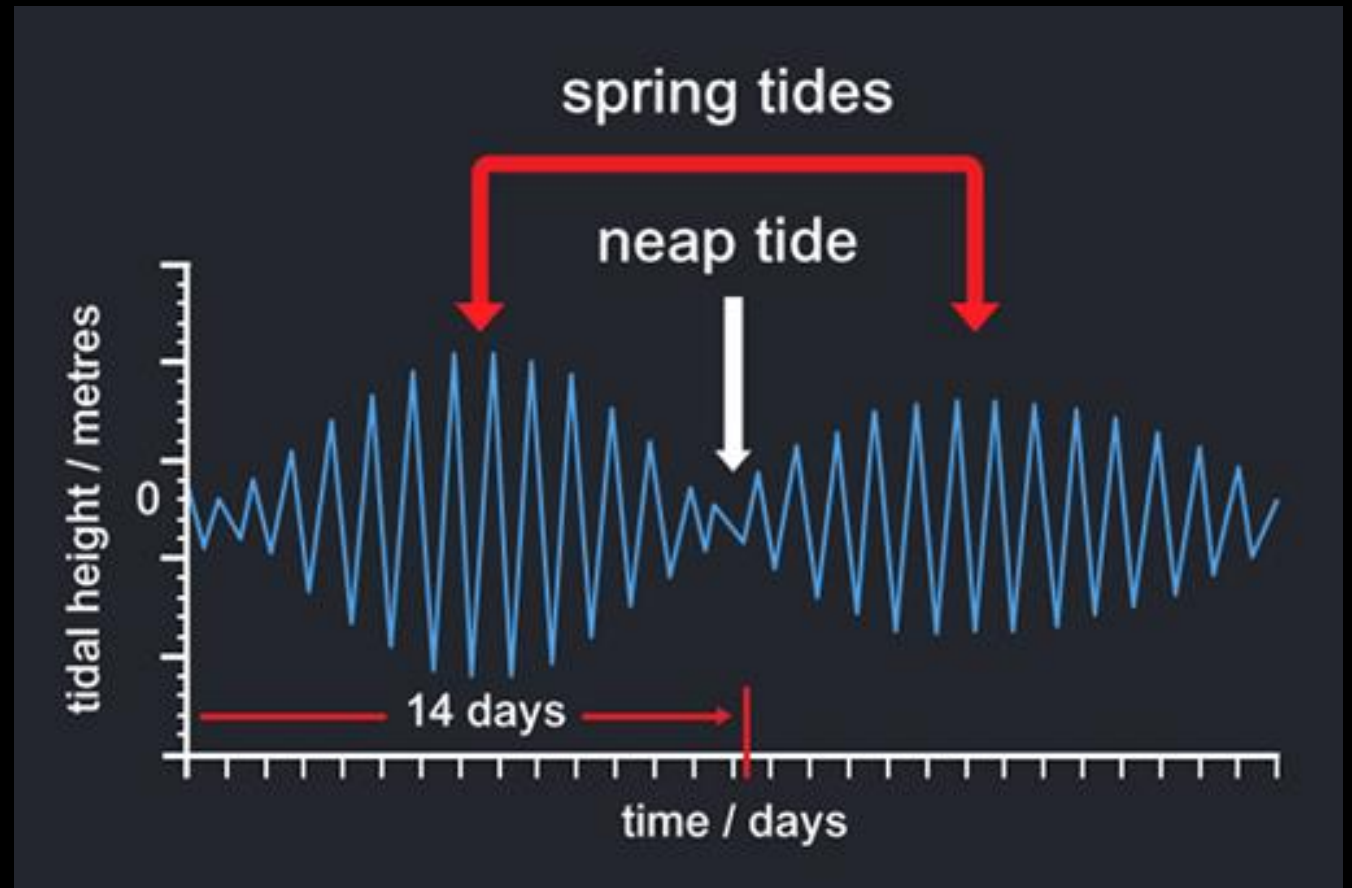 spring tides
neap tide
tidal height / metres
0
14 days
time / days